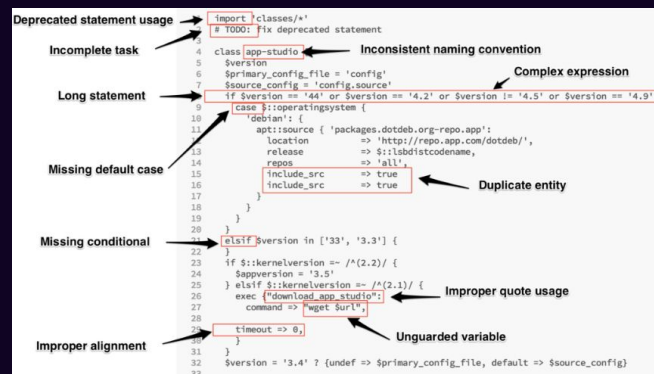 Deprecated statement usage
Incomplete task
Long statement
Missing default case
Missing conditional
Improper alignment
Inconsistent naming convention
Complex expression
Duplicate entity
Improper quote usage
Unguarded variable
import 'classes/*'
2 # TODO: fix deprecated statement
3
4 class app-studio
5 $version
6 $primary_config_file = 'config'
7 $source_config = 'config.source'
if $version == '44' or $version == '4.2' or $version != '4.5' or $version == '4.9'
9 case $::operatingsystem {
10 'debian': {
11 apt::source { 'packages.dotdeb.org-repo.app':
12 location => 'http://repo.app.com/dotdeb/',
13 release => $::lsbdistcodename,
14 repos => 'all',
15 include_src => true
16 include_src => true
17 }
18 }
19 }
20 }
21 elsif $version in ['33', '3.3'] {
22 }
23 if $::kernelversion =~ /^(2.2)/ {
24 $appversion = '3.5'
25 } elsif $::kernelversion =~ /^(2.1)/ {
26 exec {"download_app_studio":
27 command => "wget $url",
28
29 timeout => 0,
30 }
31 }
32 $version = '3.4' ? {undef => $primary_config_file, default => $source_config}
33